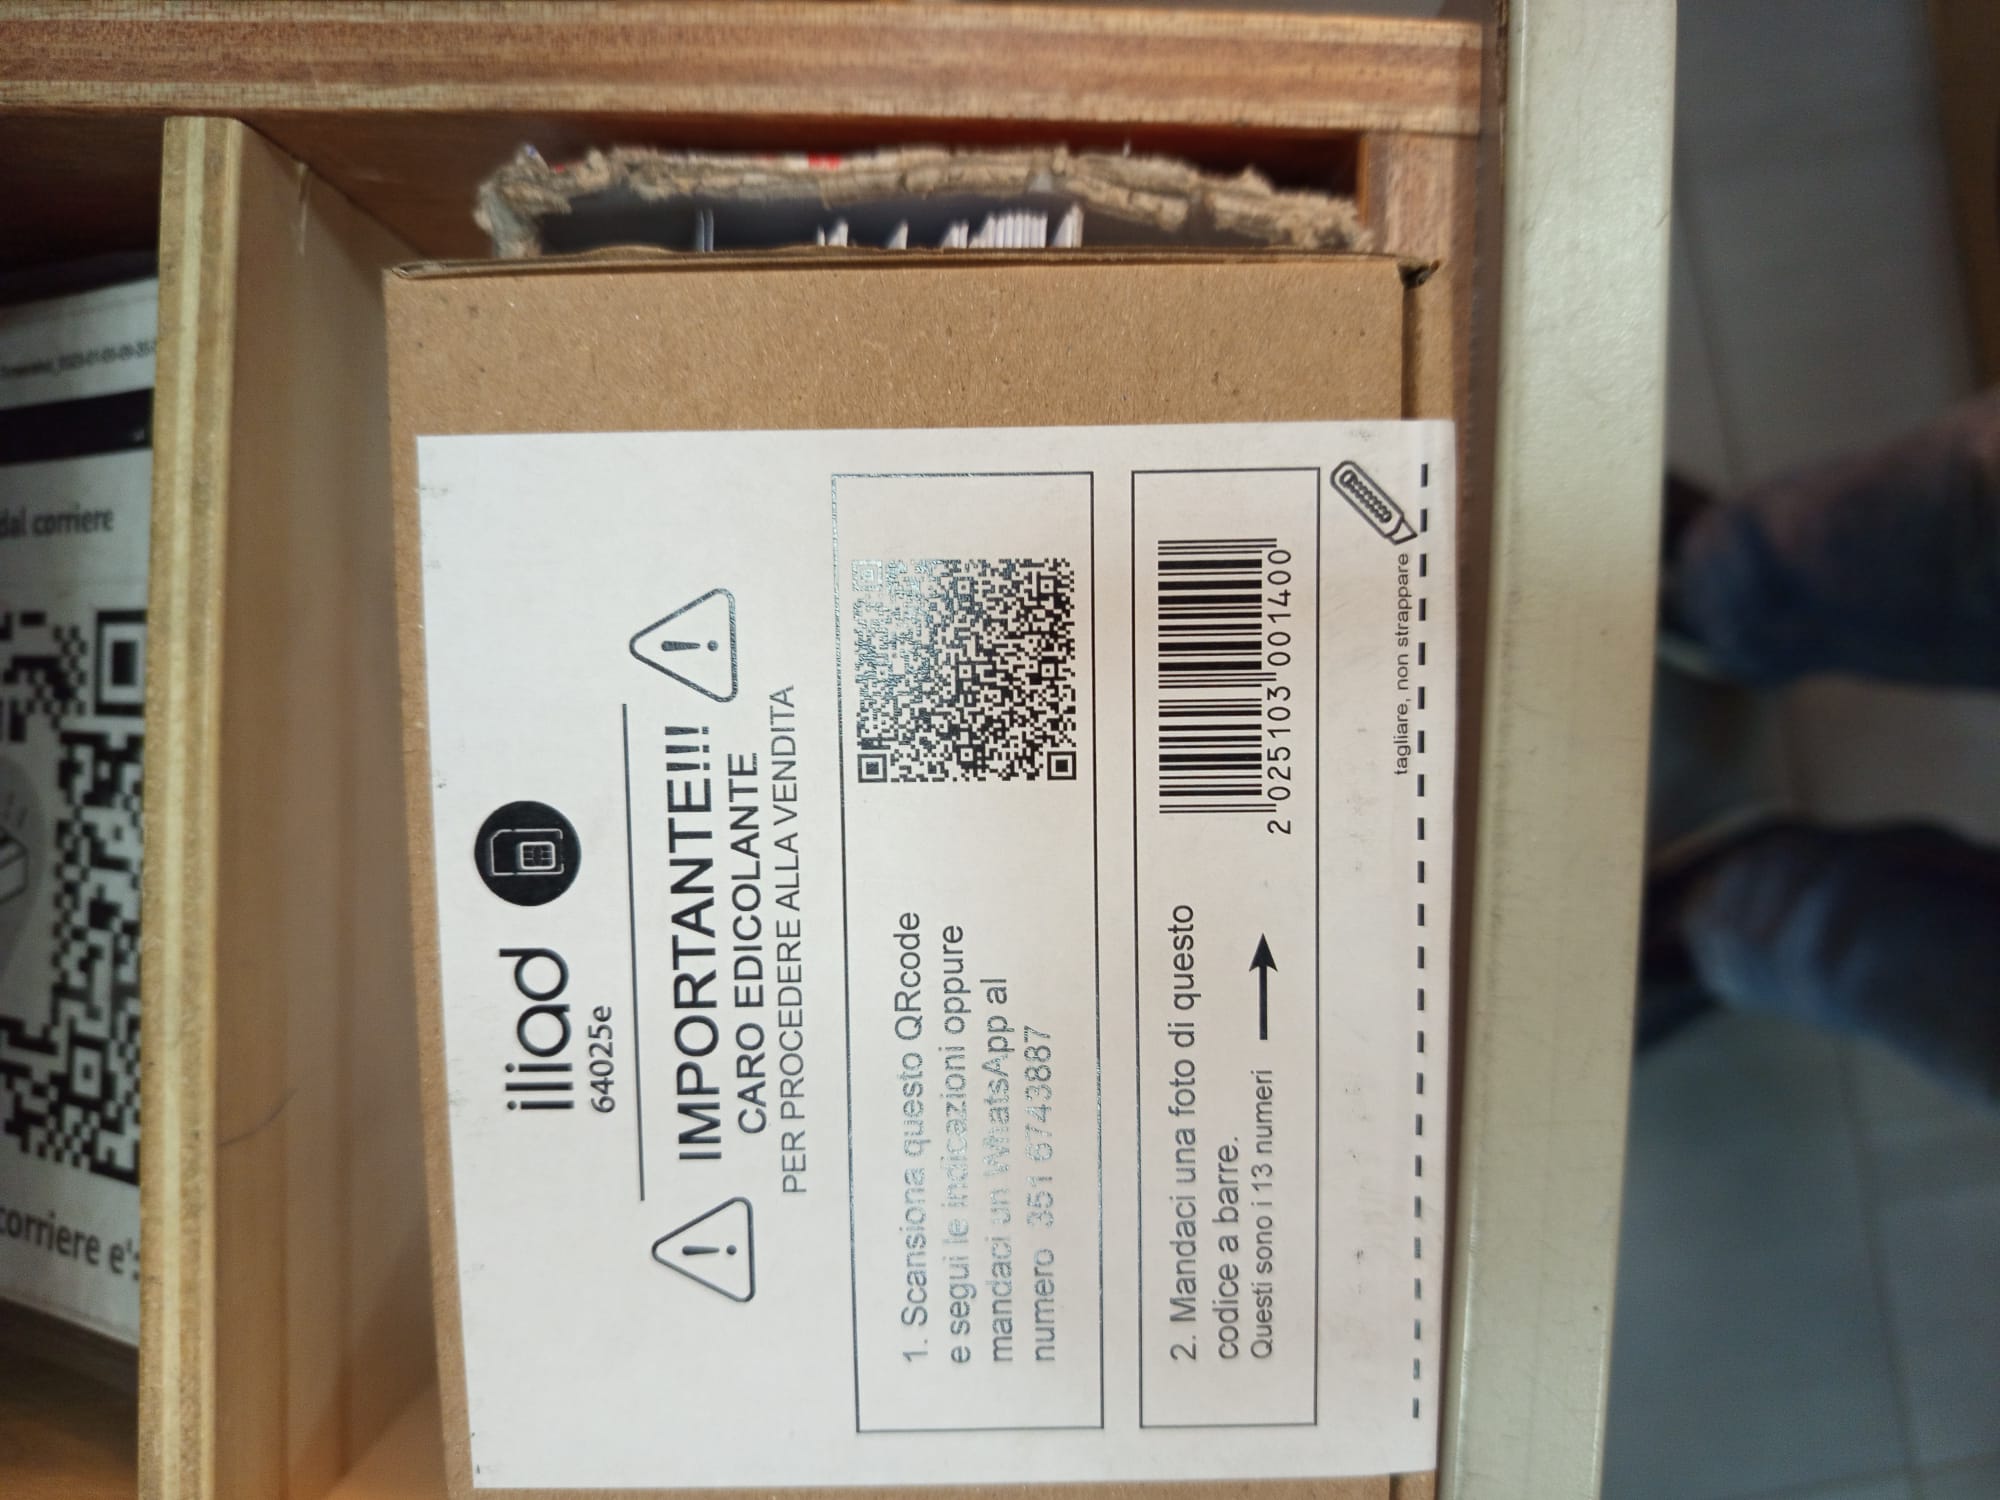 iliad
64025e
IMPORTANTE!!!
CARO EDICOLANTE
PER PROCEDERE ALLA VENDITA
1. Scansiona questo QRcode
e segui le indicazioni oppure
mandaci un WhatsApp al
numero 351 6743887
2. Mandaci una foto di questo
codice a barre.
Questi sono i 13 numeri
2 025103 001400
tagliare, non strappare
dal corriere
corriere e':